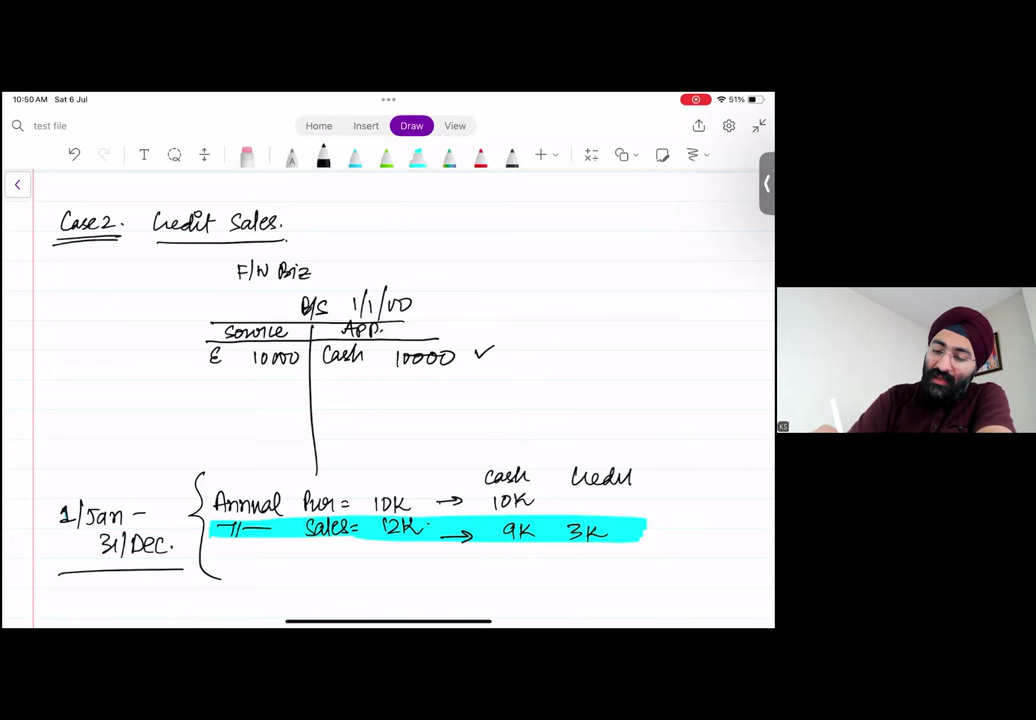 10:50 AM Sat 6 Jul
51%
test file
Home Insert Draw View
Case 2. Credit Sales.
F/W Biz
B/S 1/1/00
Source APP.
E 10000 Cash 10000 ✓
cash Credit
Annual Pur = 10K → 10K
1/Jan - 31/Dec.
—11— Sales = 12K. → 9K 3K
KS